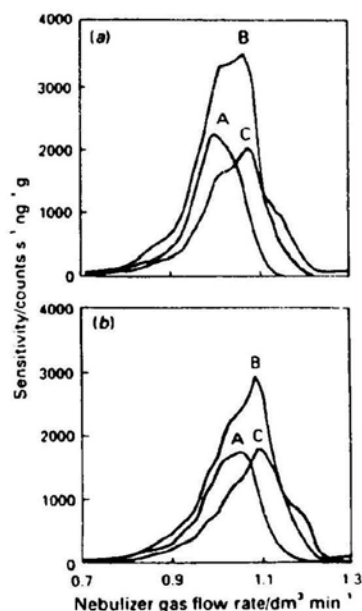 (a)
B
4000
3000
A
C
2000
1000
0
Sensitivity/counts s⁻¹ ng⁻¹ g
(b)
4000
B
3000
A
C
2000
1000
0
0.7 0.9 1.1 1.3
Nebulizer gas flow rate/dm³ min⁻¹